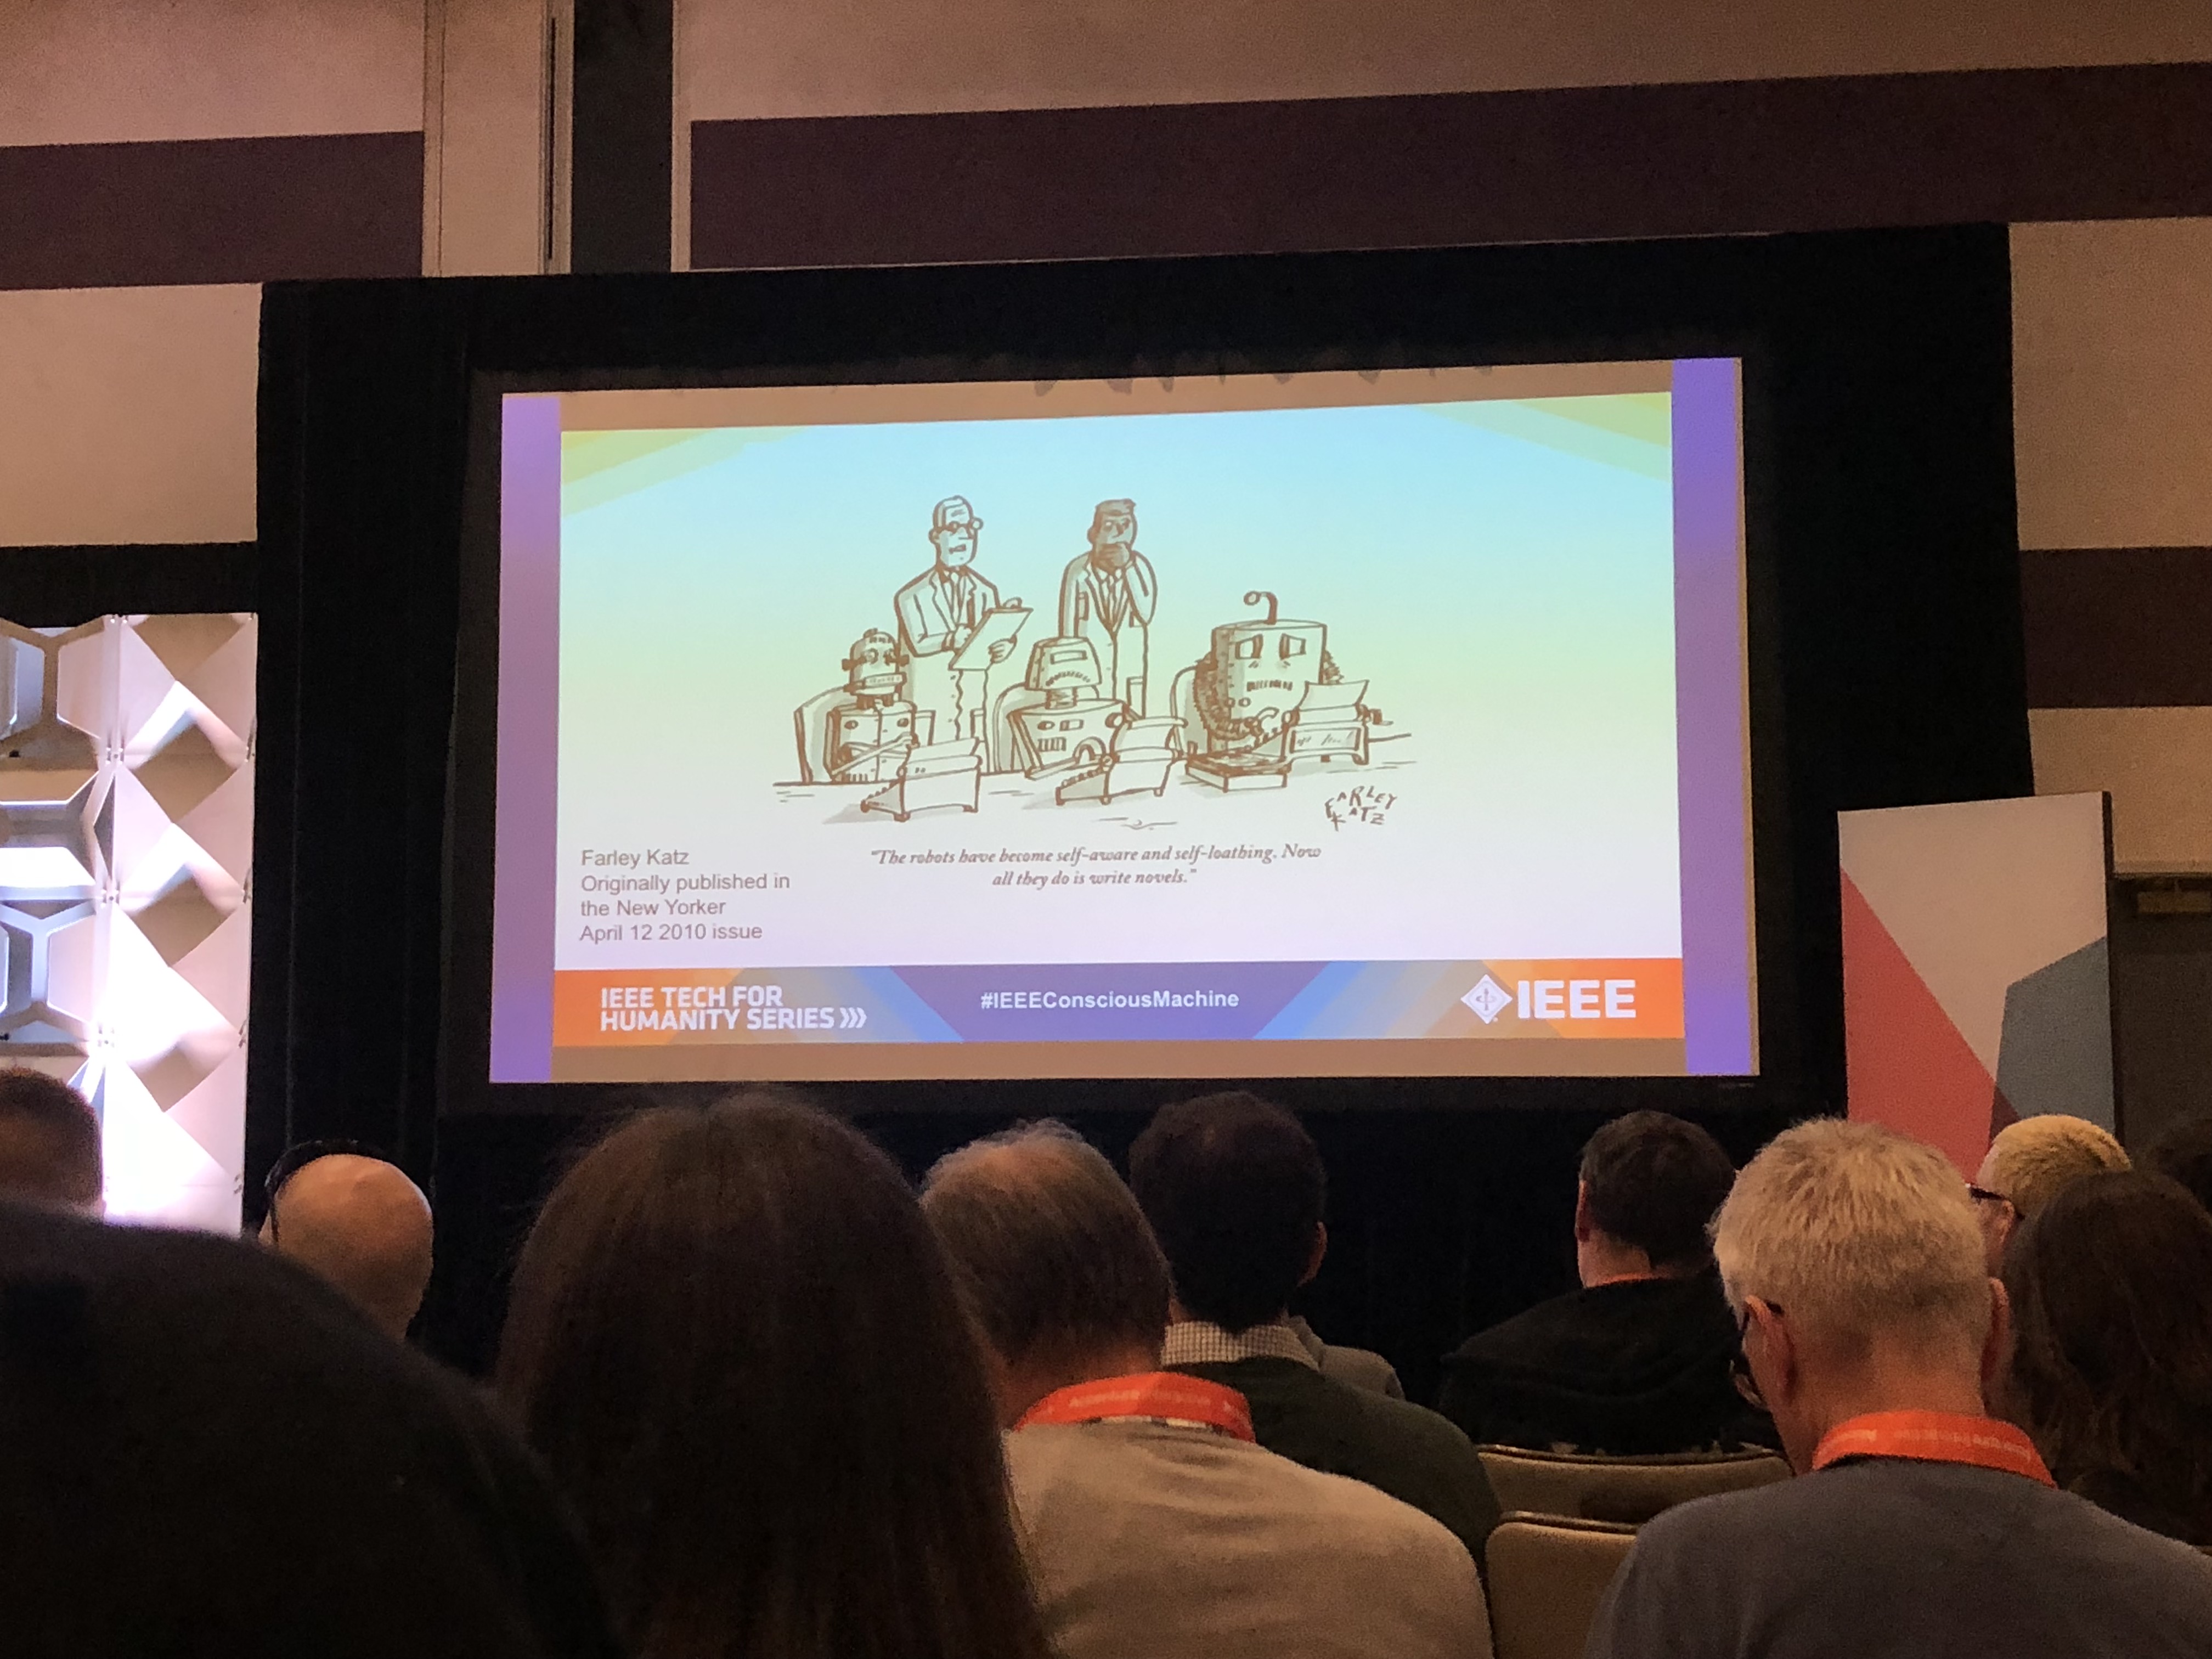 FARLEY
KATZ
"The robots have become self-aware and self-loathing. Now
all they do is write novels."
Farley Katz
Originally published in
the New Yorker
April 12 2010 issue
IEEE TECH FOR
HUMANITY SERIES
#IEEEConsciousMachine
IEEE